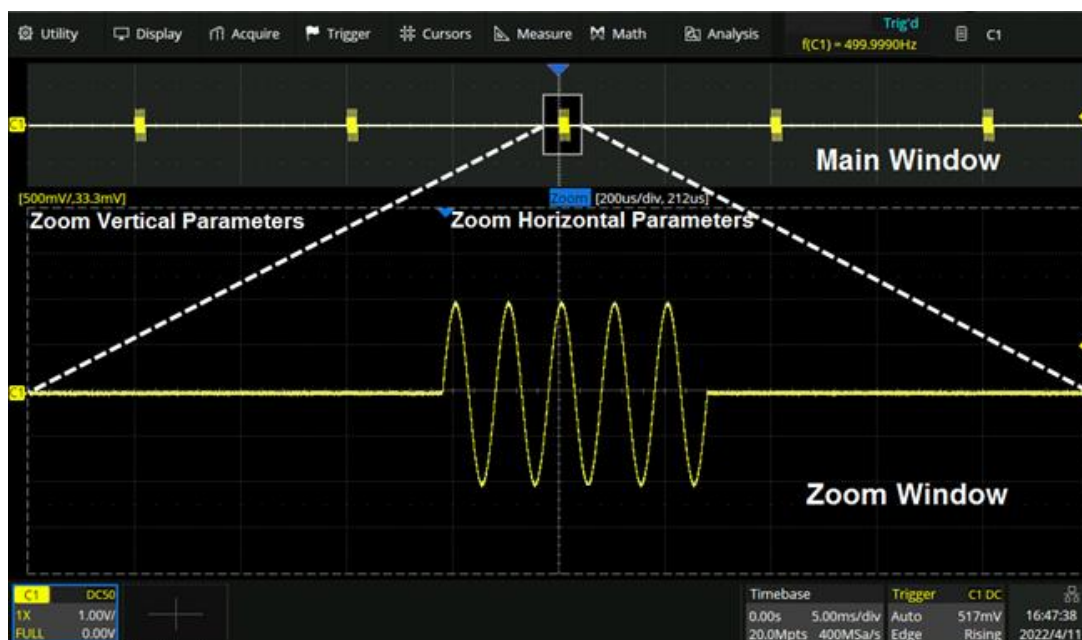 Utility Display Acquire Trigger Cursors Measure Math Analysis
Trig'd
f(C1) = 499.9990Hz
C1
C1
Main Window
[500mV/,33.3mV] Zoom [200us/div, 212us]
Zoom Vertical Parameters Zoom Horizontal Parameters
C1
Zoom Window
C1 DC50
1X 1.00V/
FULL 0.00V
Timebase
0.00s 5.00ms/div
20.0Mpts 400MSa/s
Trigger C1 DC
Auto 517mV
Edge Rising
16:47:38
2022/4/11